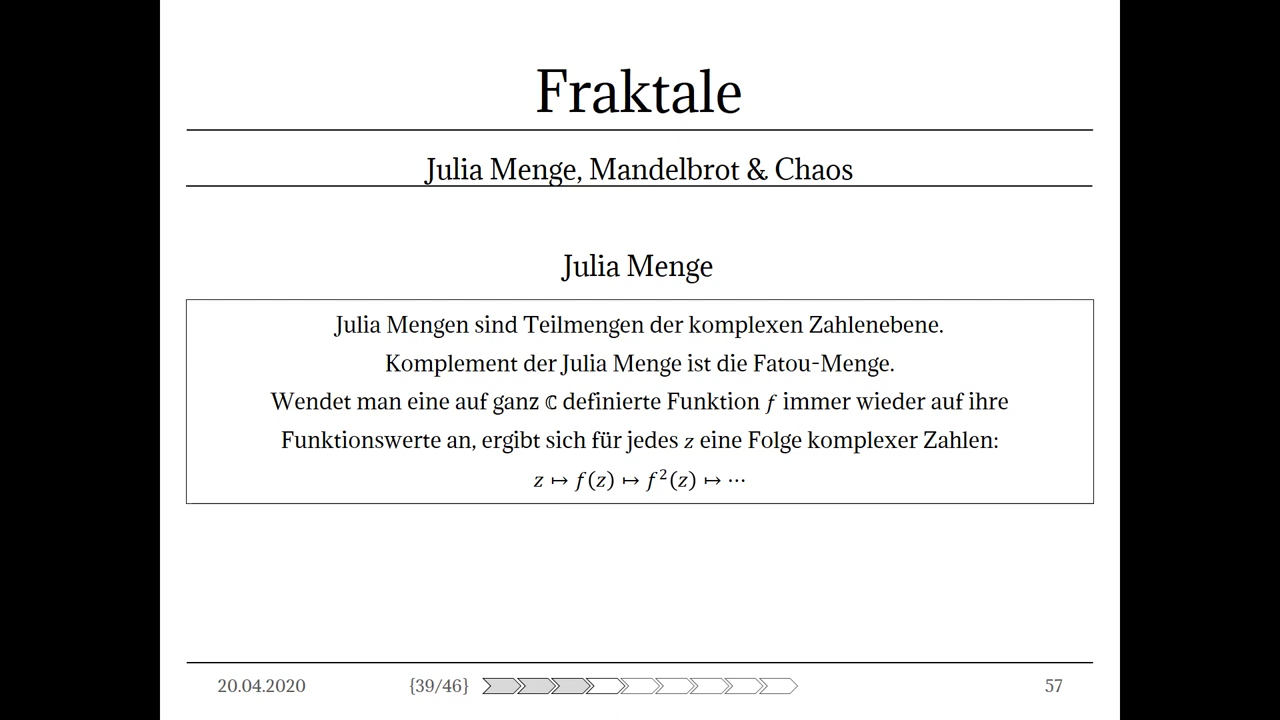 Fraktale
Julia Menge, Mandelbrot & Chaos
Julia Menge
Julia Mengen sind Teilmengen der komplexen Zahlenebene.
Komplement der Julia Menge ist die Fatou-Menge.
Wendet man eine auf ganz ℂ definierte Funktion f immer wieder auf ihre
Funktionswerte an, ergibt sich für jedes z eine Folge komplexer Zahlen:
z ↦ f(z) ↦ f²(z) ↦ ⋯
20.04.2020 {39/46} 57